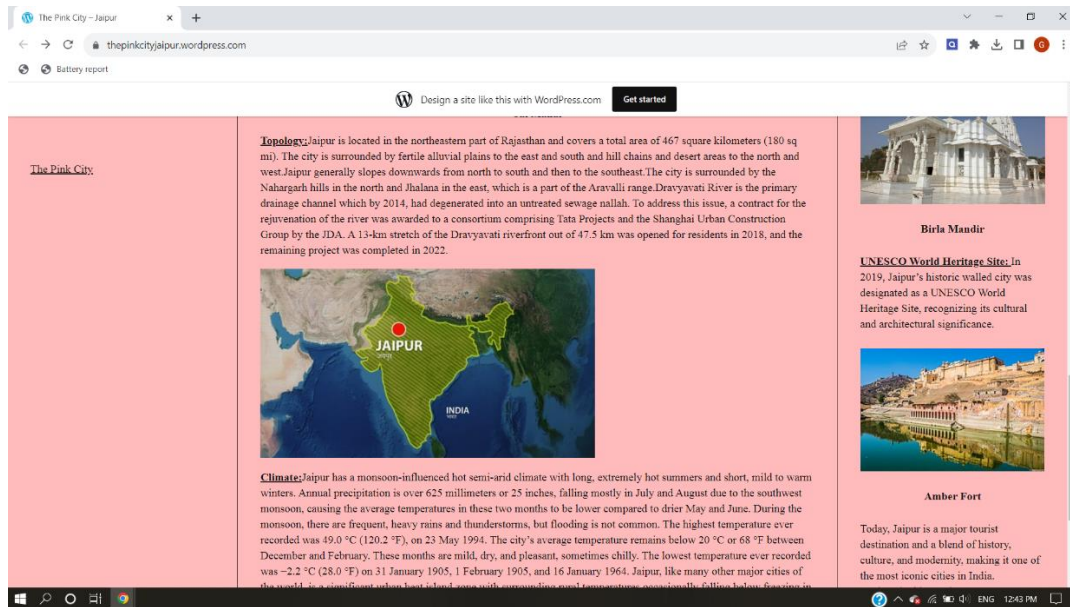 The Pink City – Jaipur
thepinkcityjaipur.wordpress.com
G
Battery report
Design a site like this with WordPress.com
Get started
The Pink City
Topology:Jaipur is located in the northeastern part of Rajasthan and covers a total area of 467 square kilometers (180 sq
mi). The city is surrounded by fertile alluvial plains to the east and south and hill chains and desert areas to the north and
west.Jaipur generally slopes downwards from north to south and then to the southeast.The city is surrounded by the
Nahargarh hills in the north and Jhalana in the east, which is a part of the Aravalli range.Dravyavati River is the primary
drainage channel which by 2014, had degenerated into an untreated sewage nallah. To address this issue, a contract for the
rejuvenation of the river was awarded to a consortium comprising Tata Projects and the Shanghai Urban Construction
Group by the JDA. A 13-km stretch of the Dravyavati riverfront out of 47.5 km was opened for residents in 2018, and the
remaining project was completed in 2022.
JAIPUR
जयपुर
INDIA
भारत
Climate:Jaipur has a monsoon-influenced hot semi-arid climate with long, extremely hot summers and short, mild to warm
winters. Annual precipitation is over 625 millimeters or 25 inches, falling mostly in July and August due to the southwest
monsoon, causing the average temperatures in these two months to be lower compared to drier May and June. During the
monsoon, there are frequent, heavy rains and thunderstorms, but flooding is not common. The highest temperature ever
recorded was 49.0 °C (120.2 °F), on 23 May 1994. The city's average temperature remains below 20 °C or 68 °F between
December and February. These months are mild, dry, and pleasant, sometimes chilly. The lowest temperature ever recorded
was −2.2 °C (28.0 °F) on 31 January 1905, 1 February 1905, and 16 January 1964. Jaipur, like many other major cities of
the world, is a significant urban heat island zone with surrounding rural temperatures occasionally falling below freezing in
Birla Mandir
UNESCO World Heritage Site: In
2019, Jaipur's historic walled city was
designated as a UNESCO World
Heritage Site, recognizing its cultural
and architectural significance.
Amber Fort
Today, Jaipur is a major tourist
destination and a blend of history,
culture, and modernity, making it one of
the most iconic cities in India.
ENG 12:43 PM